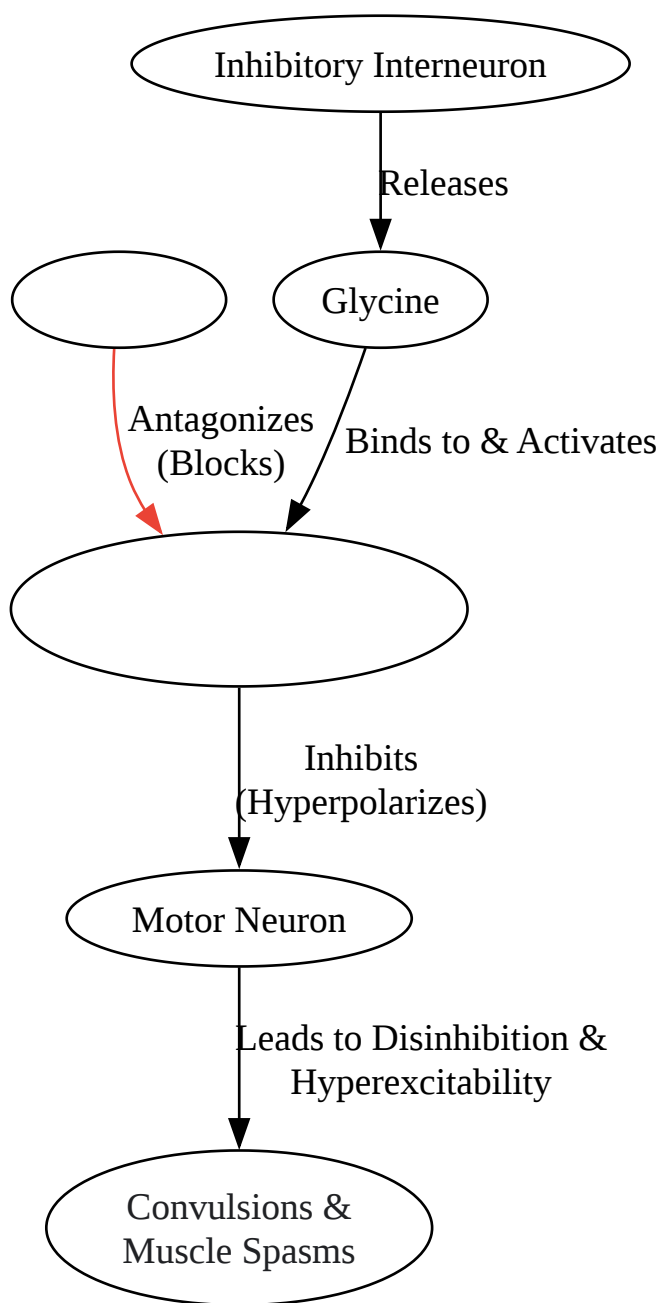 Inhibitory Interneuron
Releases
Glycine
Antagonizes
(Blocks)
Binds to & Activates
Inhibits
(Hyperpolarizes)
Motor Neuron
Leads to Disinhibition &
Hyperexcitability
Convulsions &
Muscle Spasms